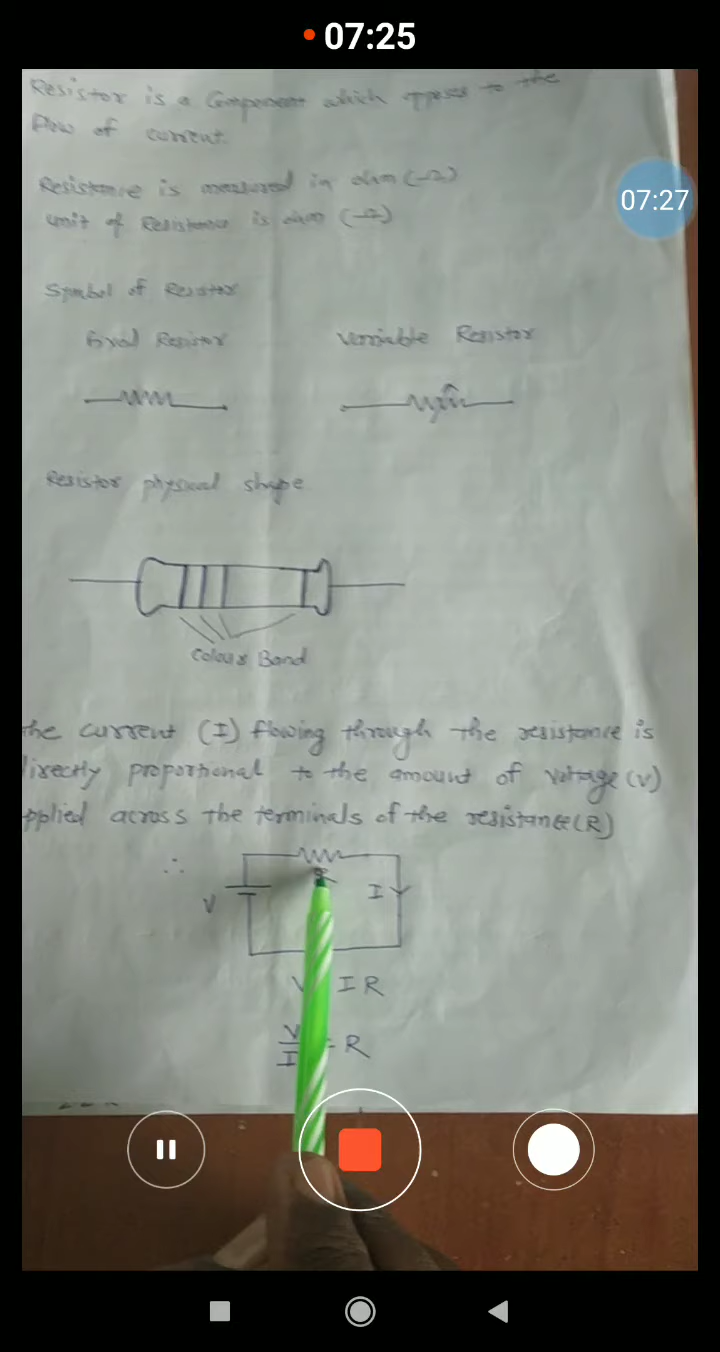 07:25
Resistor is a Component which opposes to the
flow of current.
07:27
Resistance is measured in ohm (Ω)
unit of Resistance is ohm (Ω)
Symbol of Resistor
fixed Resistor
Variable Resistor
Resistor physical shape
Colour Band
the current (I) flowing through the resistance is
directly proportional to the amount of voltage (V)
pplied across the terminals of the resistance (R)
∴
R
V
I
V IR
V/I = R